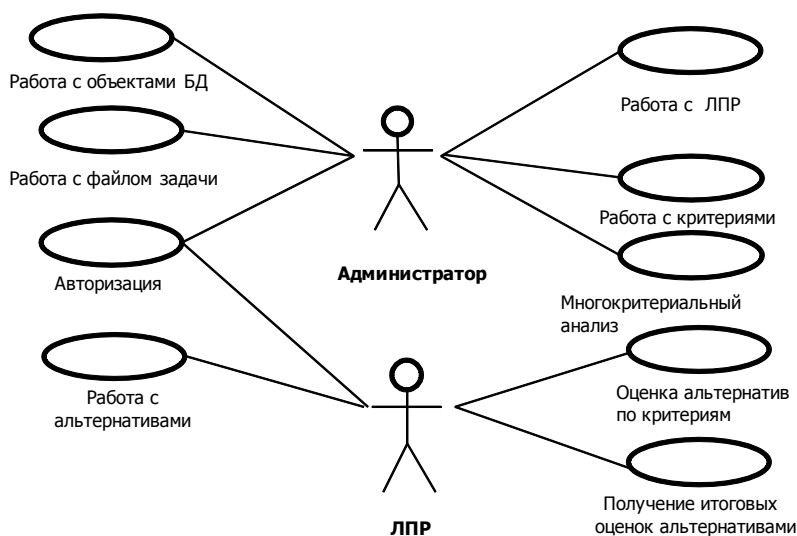 Работа с объектами БД
Работа с ЛПР
Работа с файлом задачи
Работа с критериями
Администратор
Авторизация
Многокритериальный
анализ
Работа с
альтернативами
Оценка альтернатив
по критериям
Получение итоговых
оценок альтернативами
ЛПР